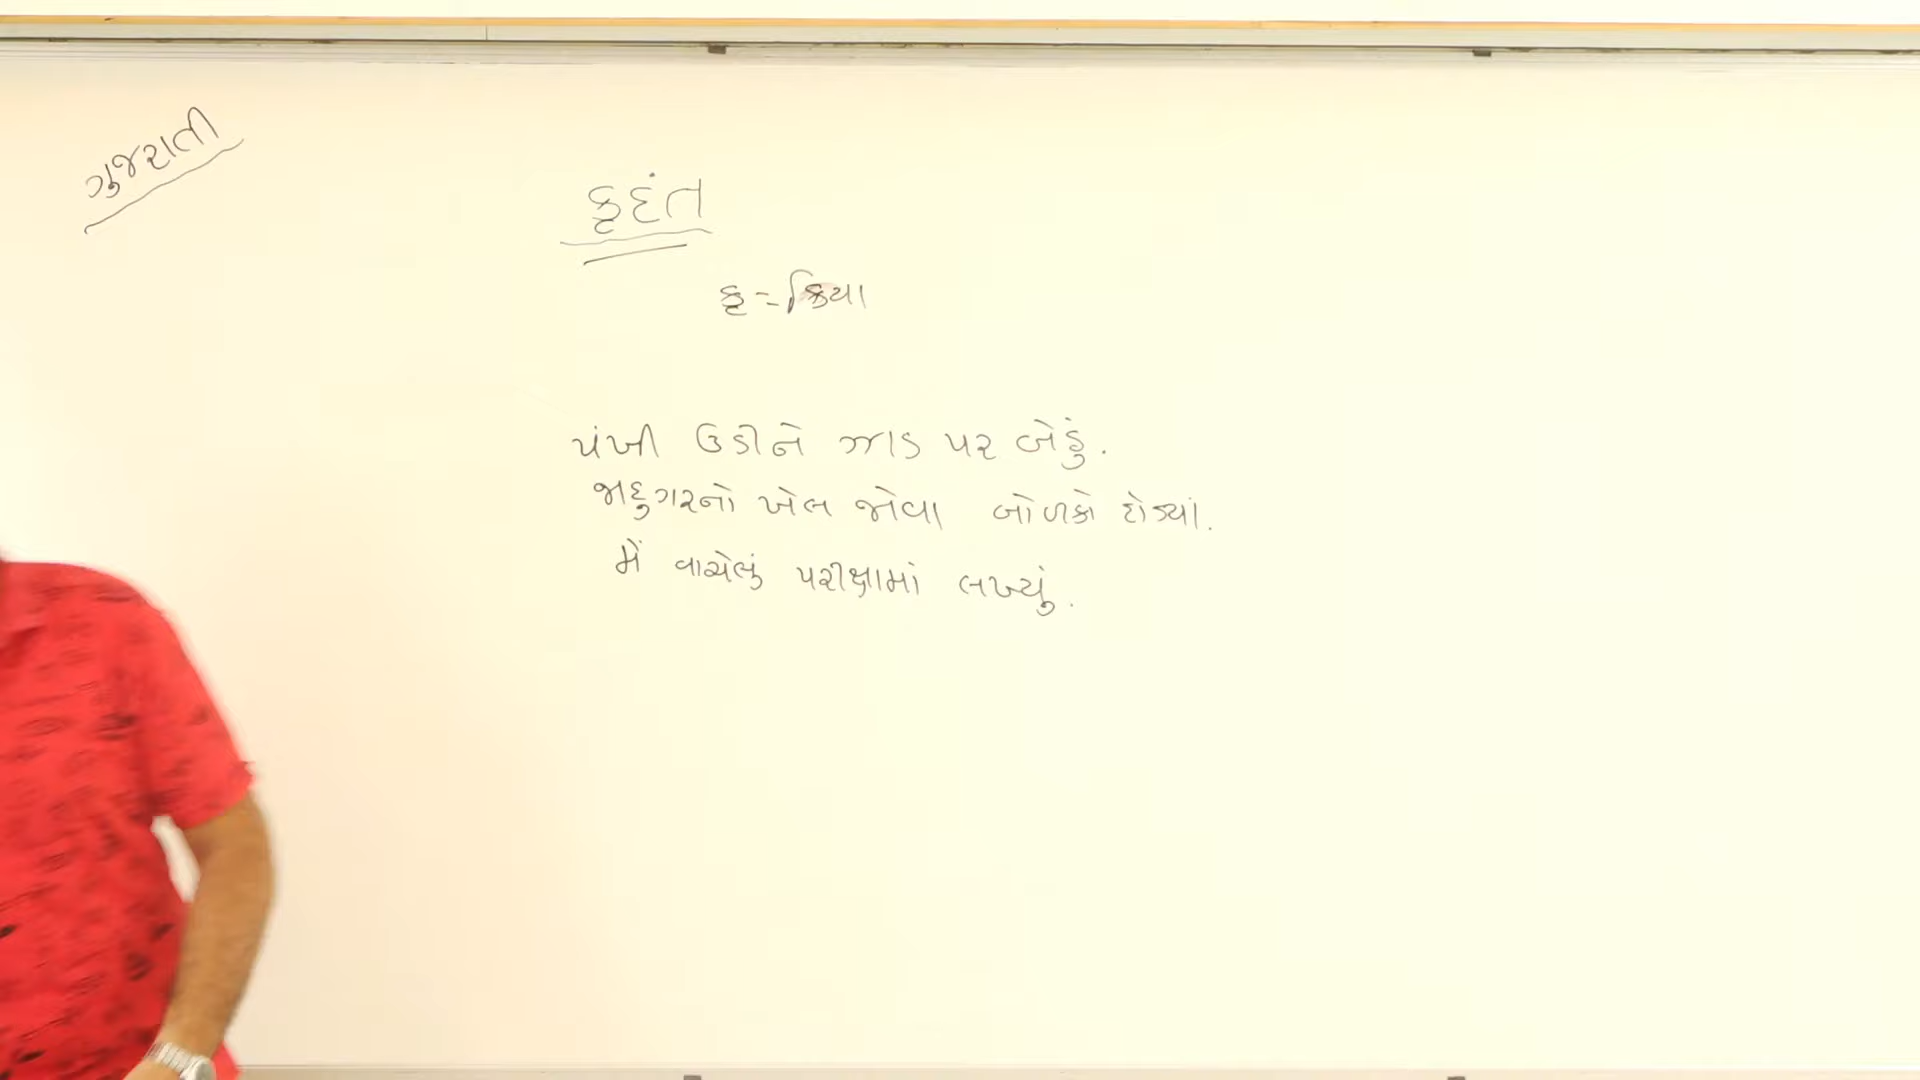 ગુજરાતી
કૃદંત
કૃ = ક્રિયા
પંખી ઉડીને ઝાડ પર બેઠું.
જાદુગરનો ખેલ જોવા બાળકો દોડ્યાં.
મેં વાચેલું પરીક્ષામાં લખ્યું.